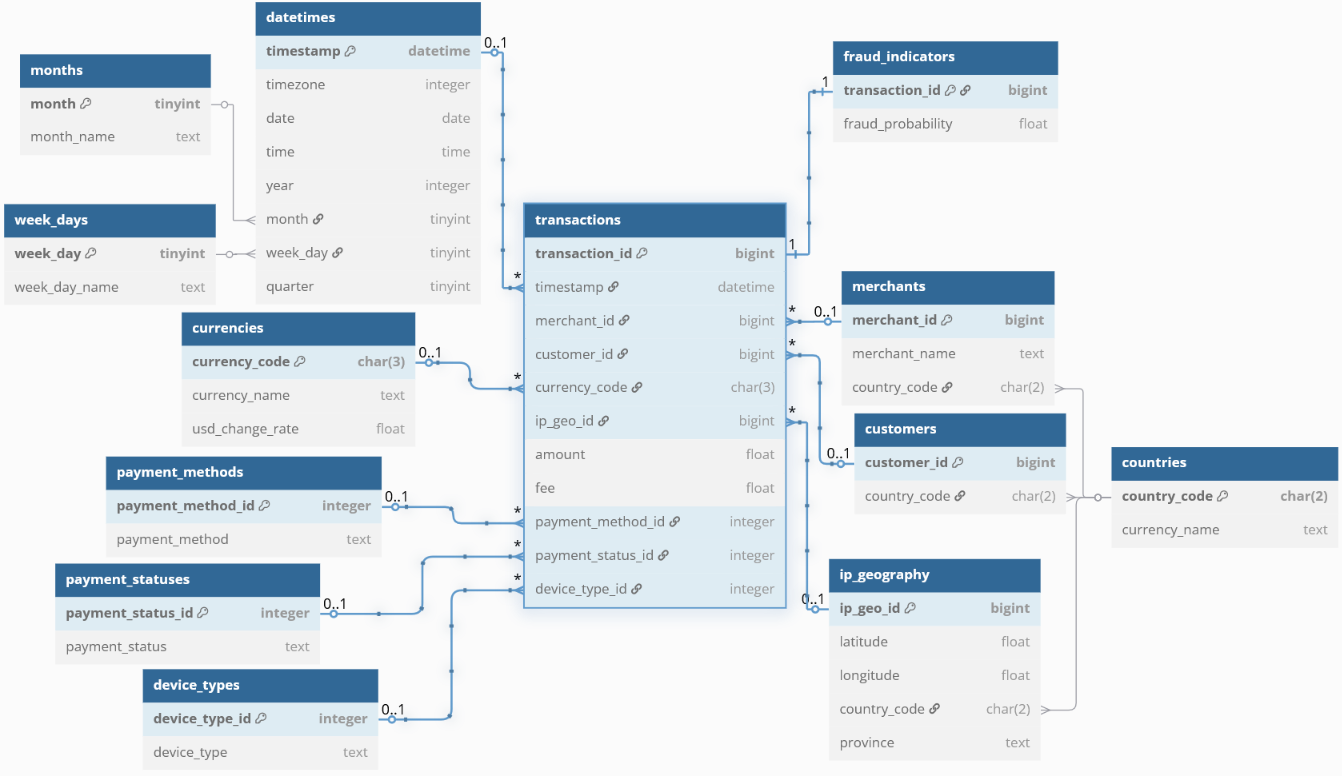 datetimes
timestamp datetime
timezone integer
date date
time time
year integer
month tinyint
week_day tinyint
quarter tinyint
months
month tinyint
month_name text
week_days
week_day tinyint
week_day_name text
currencies
currency_code char(3)
currency_name text
usd_change_rate float
payment_methods
payment_method_id integer
payment_method text
payment_statuses
payment_status_id integer
payment_status text
device_types
device_type_id integer
device_type text
0..1
*
0..1
*
0..1
*
0..1
*
0..1
*
transactions
transaction_id bigint
timestamp datetime
merchant_id bigint
customer_id bigint
currency_code char(3)
ip_geo_id bigint
amount float
fee float
payment_method_id integer
payment_status_id integer
device_type_id integer
1
1
* 0..1
*
0..1
*
0..1
fraud_indicators
transaction_id bigint
fraud_probability float
merchants
merchant_id bigint
merchant_name text
country_code char(2)
customers
customer_id bigint
country_code char(2)
countries
country_code char(2)
currency_name text
ip_geography
ip_geo_id bigint
latitude float
longitude float
country_code char(2)
province text